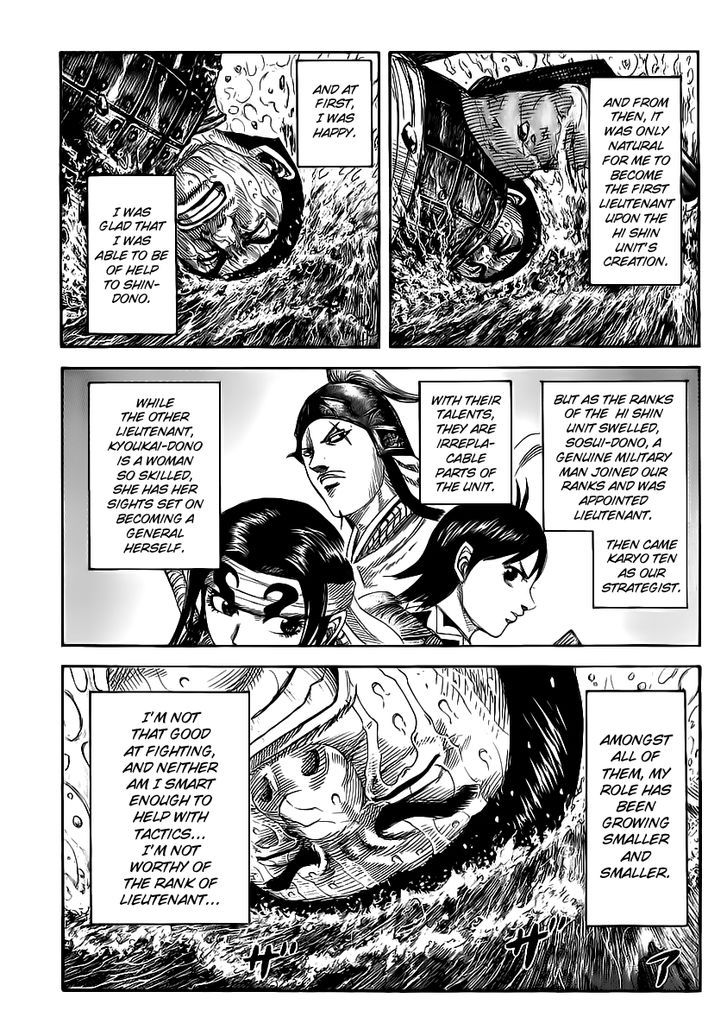 AND FROM
THEN, IT
WAS ONLY
NATURAL
FOR ME TO
BECOME
THE FIRST
LIEUTENANT
UPON THE
HI SHIN
UNIT'S
CREATION.
AND AT
FIRST,
I WAS
HAPPY.
I WAS
GLAD THAT
I WAS
ABLE TO
BE OF HELP
TO SHIN-
DONO.
BUT AS THE RANKS
OF THE HI SHIN
UNIT SWELLED,
SOSUI-DONO, A
GENUINE MILITARY
MAN JOINED OUR
RANKS AND WAS
APPOINTED
LIEUTENANT.
THEN CAME
KARYO TEN
AS OUR
STRATEGIST.
WITH THEIR
TALENTS,
THEY ARE
IRREPLA-
CABLE
PARTS OF
THE UNIT.
WHILE
THE OTHER
LIEUTENANT,
KYOUKAI-DONO
IS A WOMAN
SO SKILLED,
SHE HAS HER
SIGHTS SET ON
BECOMING A
GENERAL
HERSELF.
AMONGST
ALL OF
THEM, MY
ROLE HAS
BEEN
GROWING
SMALLER
AND
SMALLER.
I'M NOT
THAT GOOD
AT FIGHTING,
AND NEITHER
AM I SMART
ENOUGH TO
HELP WITH
TACTICS...
I'M NOT
WORTHY OF
THE RANK OF
LIEUTENANT...
ザザア